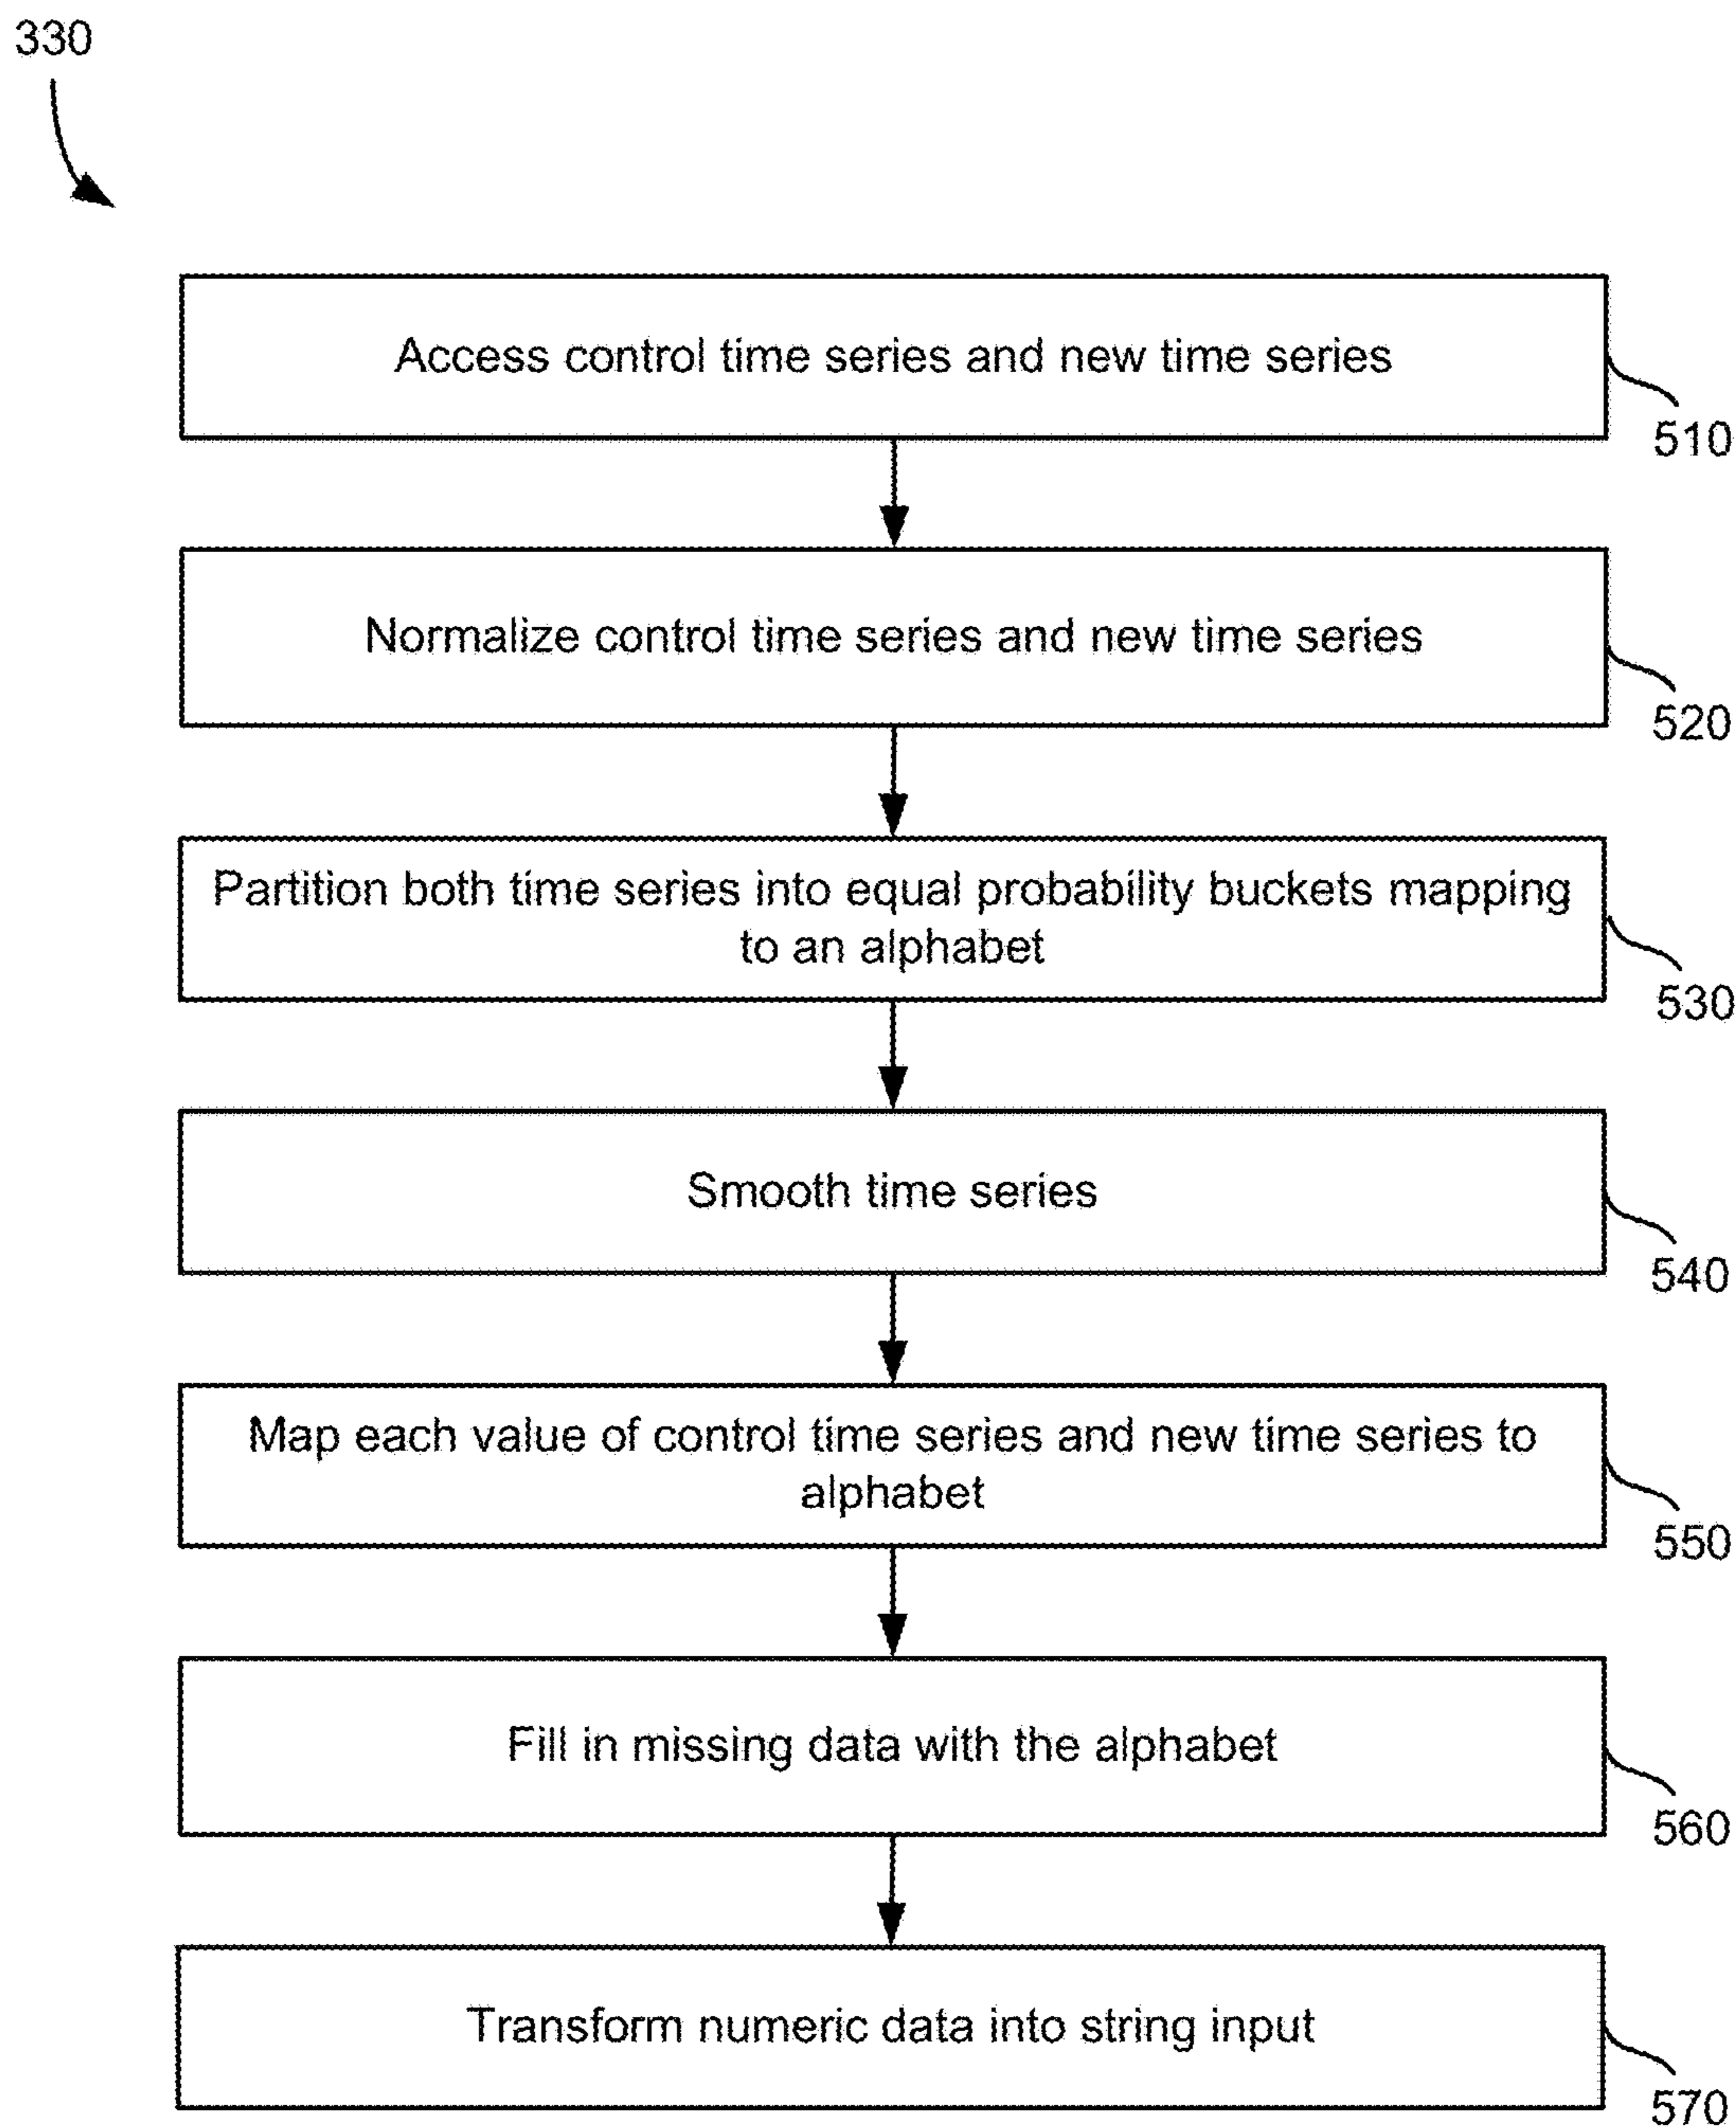 330
Access control time series and new time series
510
Normalize control time series and new time series
520
Partition both time series into equal probability buckets mapping
to an alphabet
530
Smooth time series
540
Map each value of control time series and new time series to
alphabet
550
Fill in missing data with the alphabet
560
Transform numeric data into string input
570